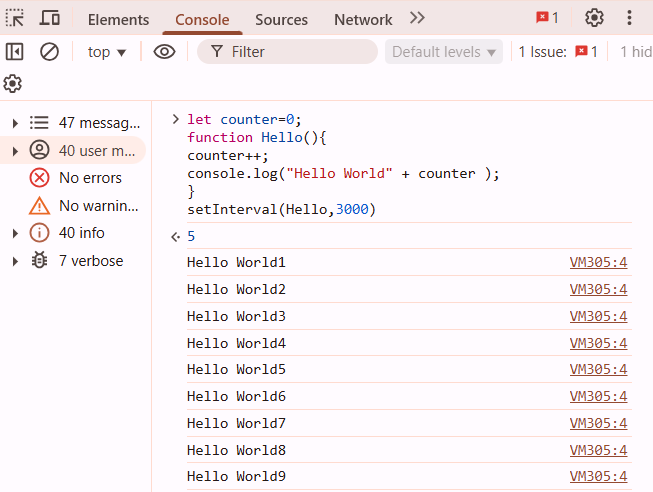 Elements Console Sources Network 1
top Filter Default levels 1 Issue: 1 1 hid
47 messag...
40 user m...
No errors
No warnin...
40 info
7 verbose
let counter=0;
function Hello(){
counter++;
console.log("Hello World" + counter );
}
setInterval(Hello,3000)
5
Hello World1 VM305:4
Hello World2 VM305:4
Hello World3 VM305:4
Hello World4 VM305:4
Hello World5 VM305:4
Hello World6 VM305:4
Hello World7 VM305:4
Hello World8 VM305:4
Hello World9 VM305:4